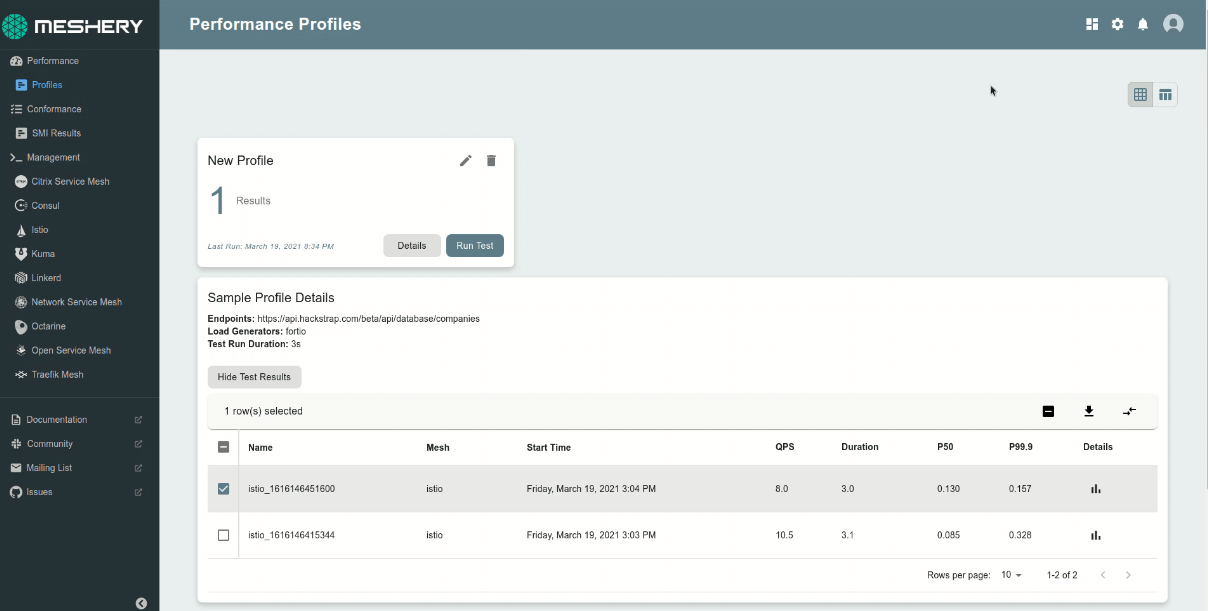 MESHERY
Performance Profiles
Performance
Profiles
Conformance
SMI Results
Management
Citrix Service Mesh
Consul
Istio
Kuma
Linkerd
Network Service Mesh
Octarine
Open Service Mesh
Traefik Mesh
Documentation
Community
Mailing List
Issues
New Profile
1 Results
Last Run: March 19, 2021 8:34 PM Details Run Test
Sample Profile Details
Endpoints: https://api.hackstrap.com/beta/api/database/companies
Load Generators: fortio
Test Run Duration: 3s
Hide Test Results
1 row(s) selected
Name Mesh Start Time QPS Duration P50 P99.9 Details
istio_1616146451600 istio Friday, March 19, 2021 3:04 PM 8.0 3.0 0.130 0.157
istio_1616146415344 istio Friday, March 19, 2021 3:03 PM 10.5 3.1 0.085 0.328
Rows per page: 10 1-2 of 2